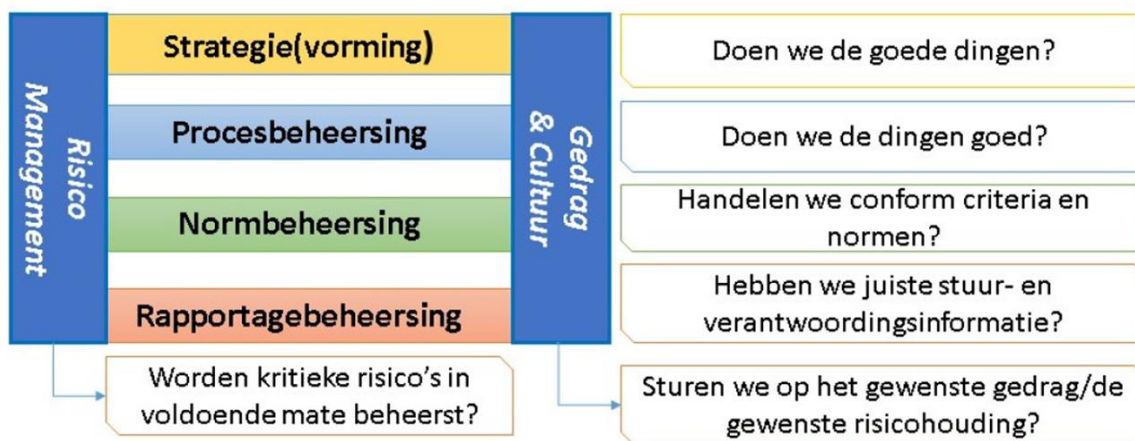 Risico
Management
Strategie(vorming)
Procesbeheersing
Normbeheersing
Rapportagebeheersing
Gedrag
& Cultuur
Doen we de goede dingen?
Doen we de dingen goed?
Handelen we conform criteria en
normen?
Hebben we juiste stuur- en
verantwoordingsinformatie?
Worden kritieke risico's in
voldoende mate beheerst?
Sturen we op het gewenste gedrag/de
gewenste risicohouding?